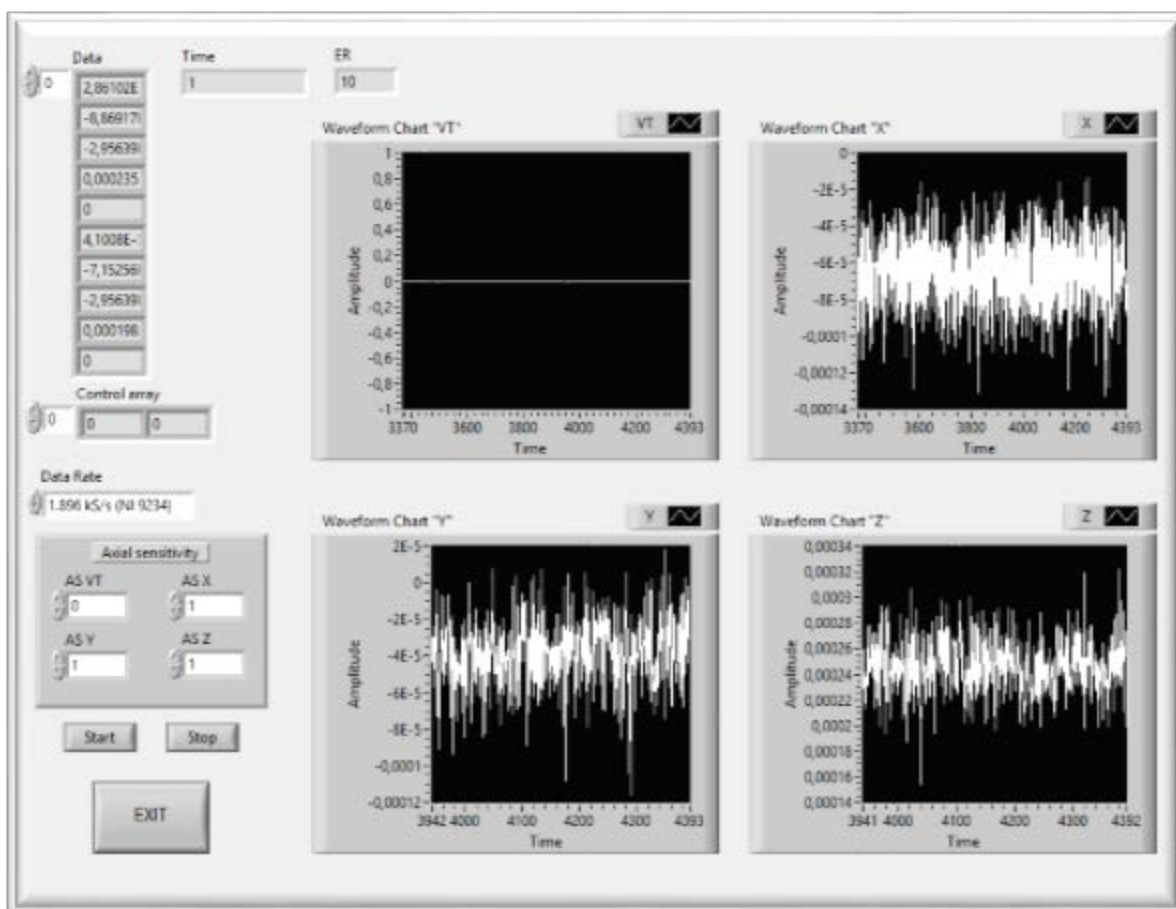 Data
Time
ER
0
2,86102E
1
10
-8,86917
-2,95639
0,000235
0
4,1008E-
-7,15256
-2,95639
0,000198
0
Control array
0
0
0
Data Rate
1.896 kS/s (NI 9234)
Axial sensitivity
AS VT
AS X
0
1
AS Y
AS Z
1
1
Start
Stop
EXIT
Waveform Chart "VT"
VT
Amplitude
1
0,8
0,6
0,4
0,2
0
-0,2
-0,4
-0,6
-0,8
-1
3370
3600
3800
4000
4200
4393
Time
Waveform Chart "X"
X
Amplitude
0
-2E-5
-4E-5
-6E-5
-8E-5
-0,0001
-0,00012
-0,00014
3370
3600
3800
4000
4200
4393
Time
Waveform Chart "Y"
Y
Amplitude
2E-5
0
-2E-5
-4E-5
-6E-5
-8E-5
-0,0001
-0,00012
3942
4000
4100
4200
4300
4393
Time
Waveform Chart "Z"
Z
Amplitude
0,00034
0,00032
0,0003
0,00028
0,00026
0,00024
0,00022
0,0002
0,00018
0,00016
0,00014
3941
4000
4100
4200
4300
4392
Time